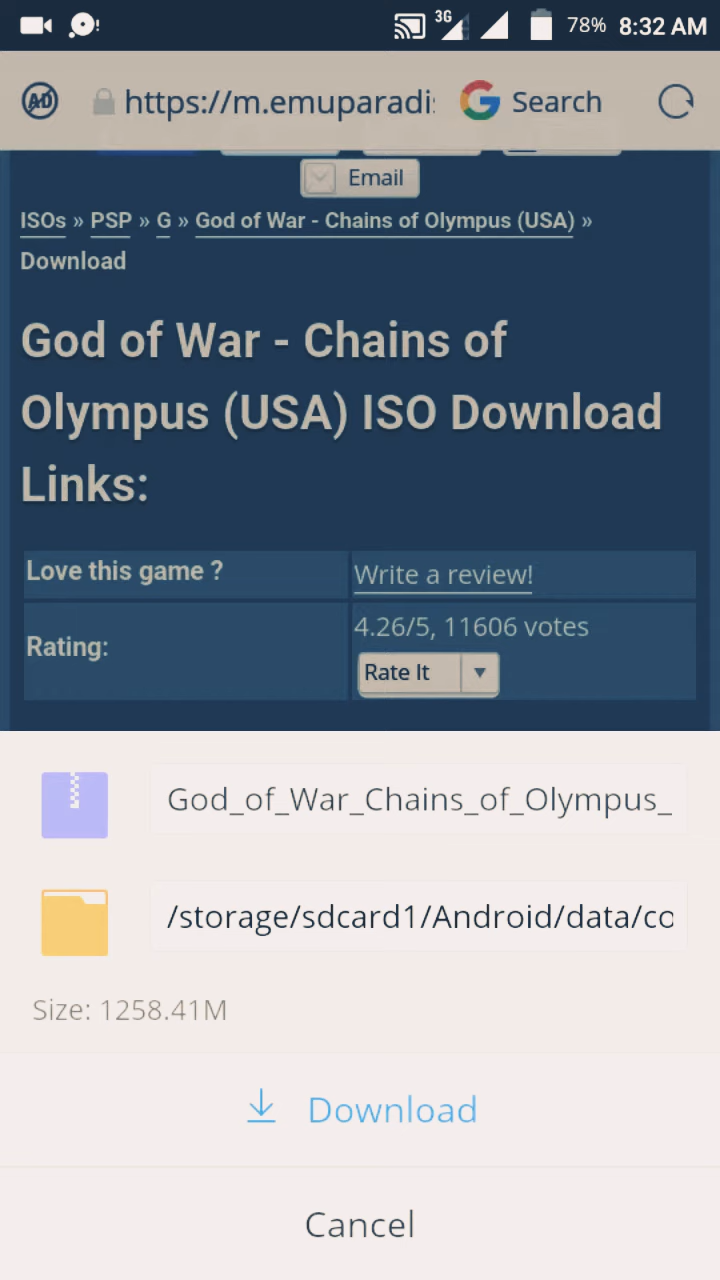 3G
78% 8:32 AM
AD https://m.emuparadi Search
Email
ISOs » PSP » G » God of War - Chains of Olympus (USA) »
Download
God of War - Chains of
Olympus (USA) ISO Download
Links:
Love this game ? Write a review!
Rating: 4.26/5, 11606 votes
Rate It
God_of_War_Chains_of_Olympus_
/storage/sdcard1/Android/data/co
Size: 1258.41M
Download
Cancel